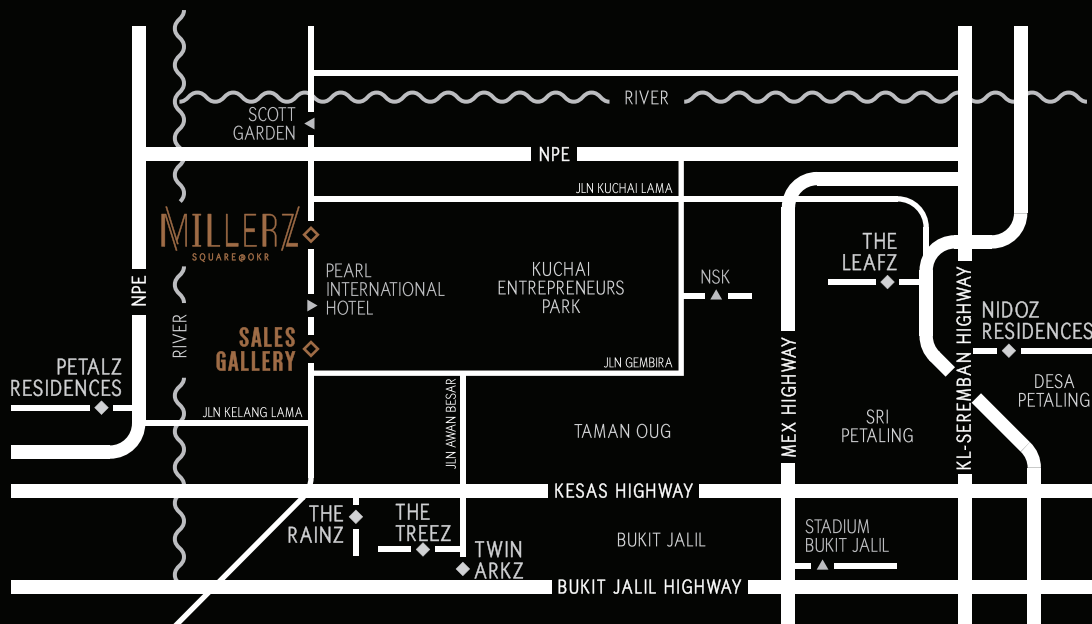 RIVER
SCOTT
GARDEN
NPE
JLN KUCHAI LAMA
MILLERZ
SQUARE@OKR
THE
LEAFZ
PEARL
INTERNATIONAL
HOTEL
KUCHAI
ENTREPRENEURS
PARK
NSK
NPE
RIVER
SALES
GALLERY
NIDOZ
RESIDENCES
PETALZ
RESIDENCES
JLN GEMBIRA
MEX HIGHWAY
KL-SEREMBAN HIGHWAY
DESA
PETALING
JLN KELANG LAMA
JLN AWAN BESAR
TAMAN OUG
SRI
PETALING
KESAS HIGHWAY
THE
RAINZ
THE
TREEZ
TWIN
ARKZ
BUKIT JALIL
STADIUM
BUKIT JALIL
BUKIT JALIL HIGHWAY